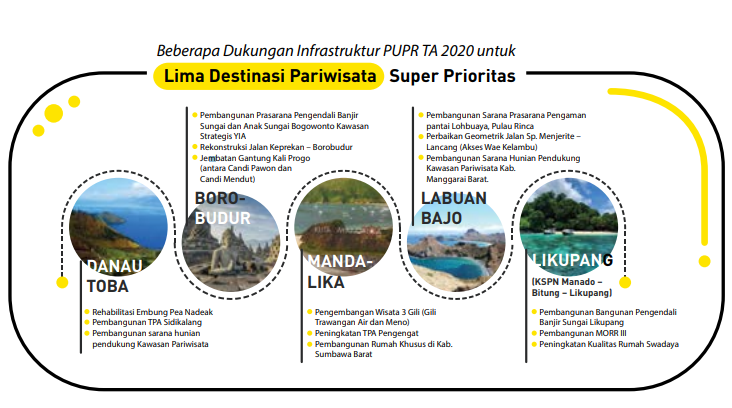 Beberapa Dukungan Infrastruktur PUPR TA 2020 untuk
Lima Destinasi Pariwisata Super Prioritas
Pembangunan Prasarana Pengendali Banjir
Sungai dan Anak Sungai Bogowonto Kawasan
Strategis YIA
Rekonstruksi Jalan Keprekan – Borobudur
Jembatan Gantung Kali Progo
(antara Candi Pawon dan
Candi Mendut)
BORO-
BUDUR
Pembangunan Sarana Prasarana Pengaman
pantai Lohbuaya, Pulau Rinca
Perbaikan Geometrik Jalan Sp. Menjerite –
Lancang (Akses Wae Kelambu)
Pembangunan Sarana Hunian Pendukung
Kawasan Pariwisata Kab.
Manggarai Barat.
LABUAN
BAJO
DANAU
TOBA
Rehabilitasi Embung Pea Nadeak
Pembangunan TPA Sidikalang
Pembangunan sarana hunian
pendukung Kawasan Pariwisata
MANDA-
LIKA
Pengembangan Wisata 3 Gili (Gili
Trawangan Air dan Meno)
Peningkatan TPA Pengengat
Pembangunan Rumah Khusus di Kab.
Sumbawa Barat
LIKUPANG
(KSPN Manado –
Bitung – Likupang)
Pembangunan Bangunan Pengendali
Banjir Sungai Likupang
Pembangunan MORR III
Peningkatan Kualitas Rumah Swadaya